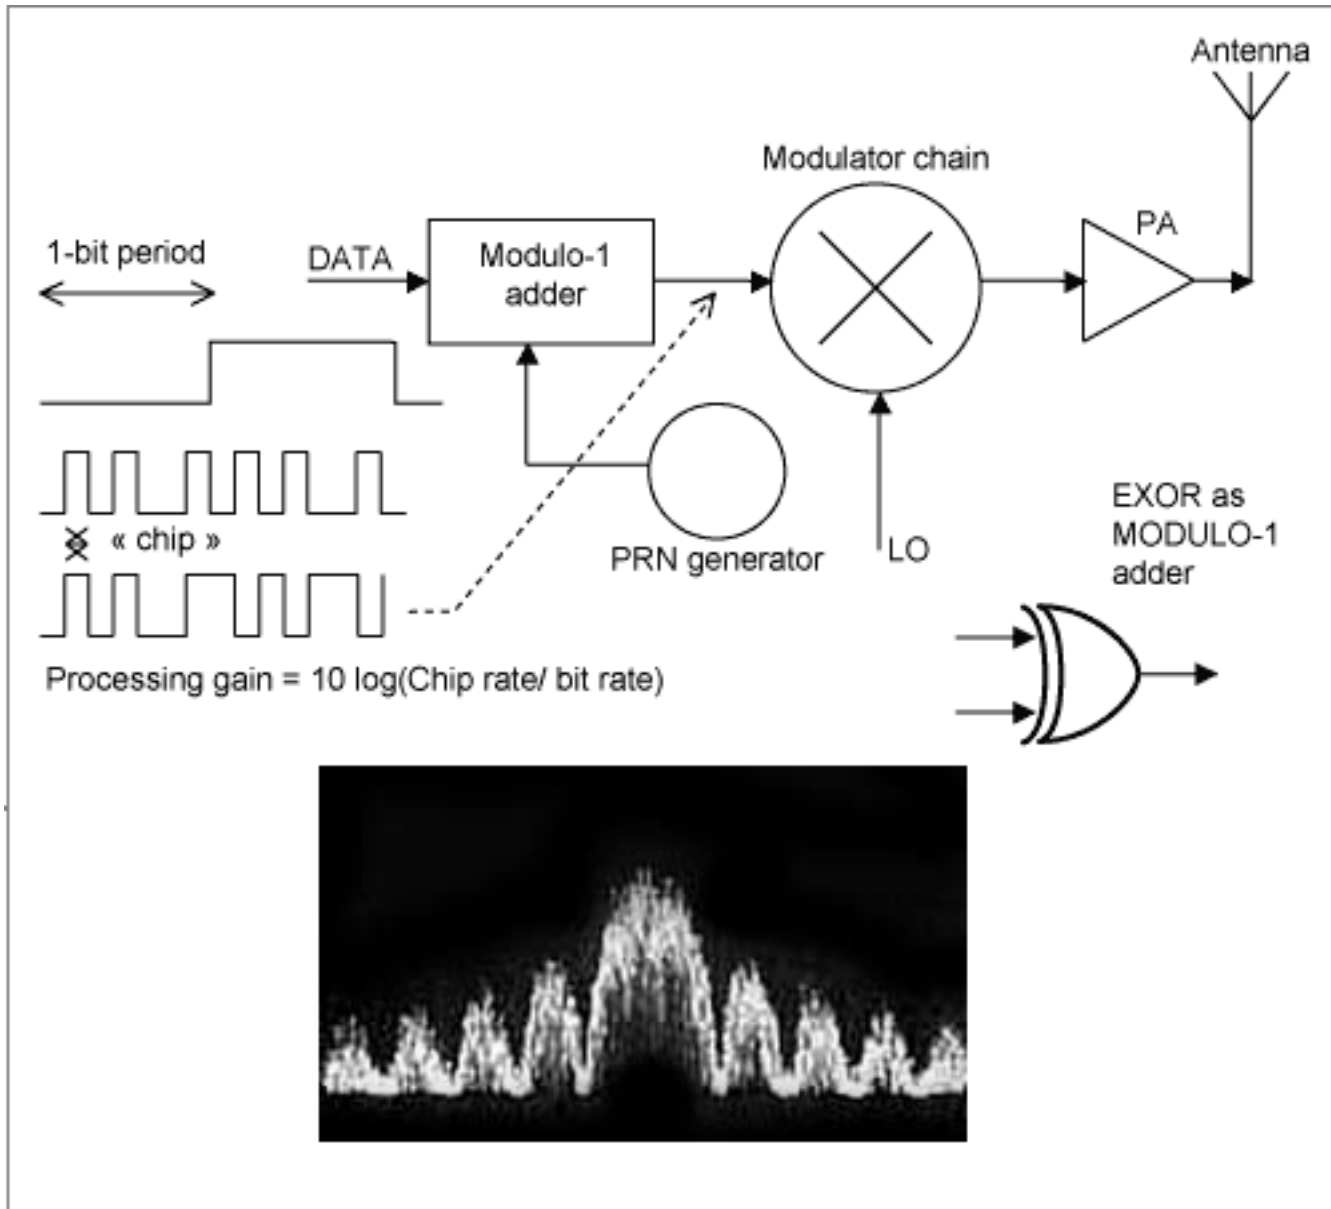 Antenna
Modulator chain
PA
1-bit period
DATA
Modulo-1
adder
« chip »
PRN generator
LO
EXOR as
MODULO-1
adder
Processing gain = 10 log(Chip rate/ bit rate)